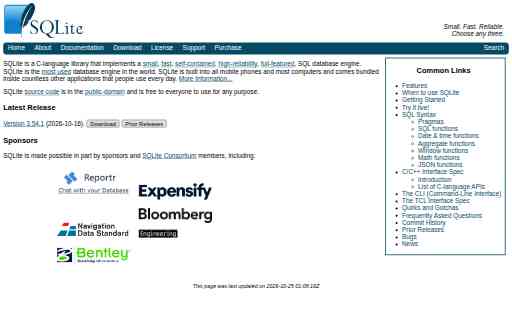 SQLite
Small. Fast. Reliable.
Choose any three.
Home About Documentation Download License Support Purchase Search
SQLite is a C-language library that implements a small, fast, self-contained, high-reliability, full-featured, SQL database engine.
SQLite is the most used database engine in the world. SQLite is built into all mobile phones and most computers and comes bundled
inside countless other applications that people use every day. More Information...
SQLite source code is in the public-domain and is free to everyone to use for any purpose.
Latest Release
Version 3.54.1 (2026-10-16). Download Prior Releases
Sponsors
SQLite is made possible in part by sponsors and SQLite Consortium members, including:
Reportr
Chat with your Database
Expensify
Navigation
Data Standard
Bloomberg
Engineering
Bentley
Common Links
Features
When to use SQLite
Getting Started
Try it live!
SQL Syntax
Pragmas
SQL functions
Date & time functions
Aggregate functions
Window functions
Math functions
JSON functions
C/C++ Interface Spec
Introduction
List of C-language APIs
The CLI (Command-Line Interface)
The TCL Interface Spec
Quirks and Gotchas
Frequently Asked Questions
Commit History
Prior Releases
Bugs
News
This page was last updated on 2026-10-25 01:09:10Z